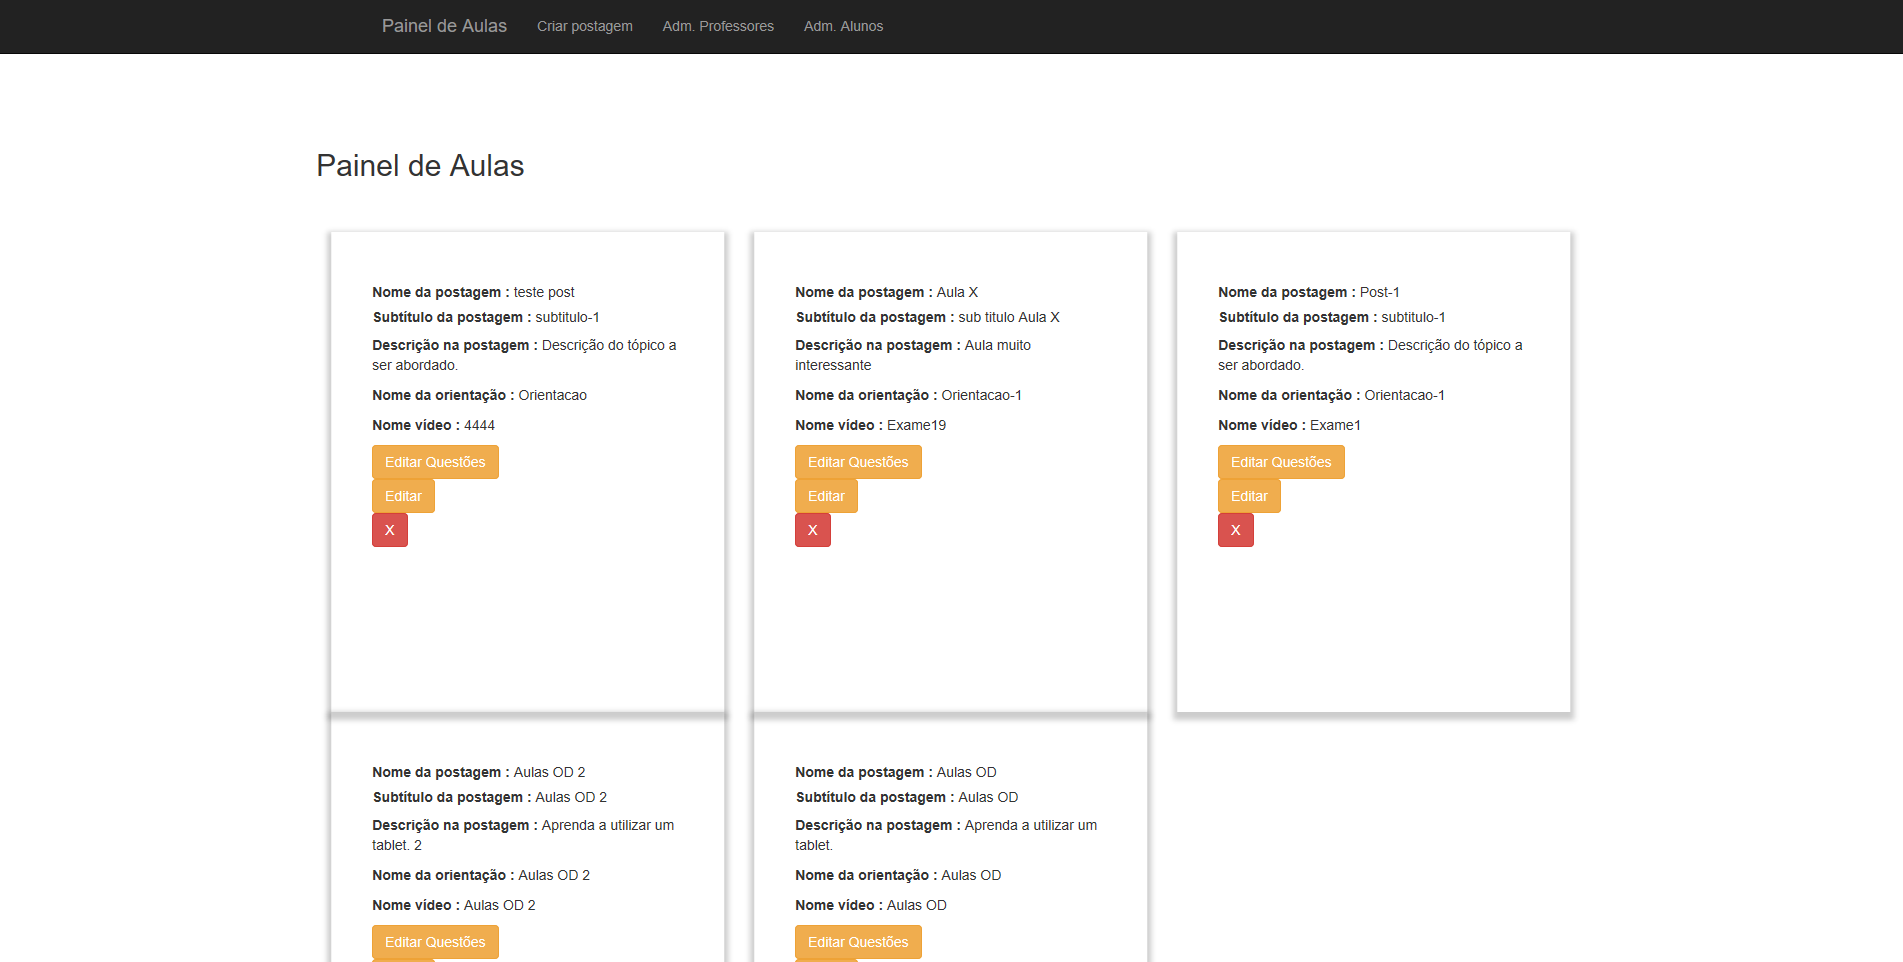 Painel de Aulas Criar postagem Adm. Professores Adm. Alunos
Painel de Aulas
Nome da postagem : teste post
Subtítulo da postagem : subtitulo-1
Descrição na postagem : Descrição do tópico a
ser abordado.
Nome da orientação : Orientacao
Nome vídeo : 4444
Editar Questões
Editar
X
Nome da postagem : Aula X
Subtítulo da postagem : sub titulo Aula X
Descrição na postagem : Aula muito
interessante
Nome da orientação : Orientacao-1
Nome vídeo : Exame19
Editar Questões
Editar
X
Nome da postagem : Post-1
Subtítulo da postagem : subtitulo-1
Descrição na postagem : Descrição do tópico a
ser abordado.
Nome da orientação : Orientacao-1
Nome vídeo : Exame1
Editar Questões
Editar
X
Nome da postagem : Aulas OD 2
Subtítulo da postagem : Aulas OD 2
Descrição na postagem : Aprenda a utilizar um
tablet. 2
Nome da orientação : Aulas OD 2
Nome vídeo : Aulas OD 2
Editar Questões
Nome da postagem : Aulas OD
Subtítulo da postagem : Aulas OD
Descrição na postagem : Aprenda a utilizar um
tablet.
Nome da orientação : Aulas OD
Nome vídeo : Aulas OD
Editar Questões